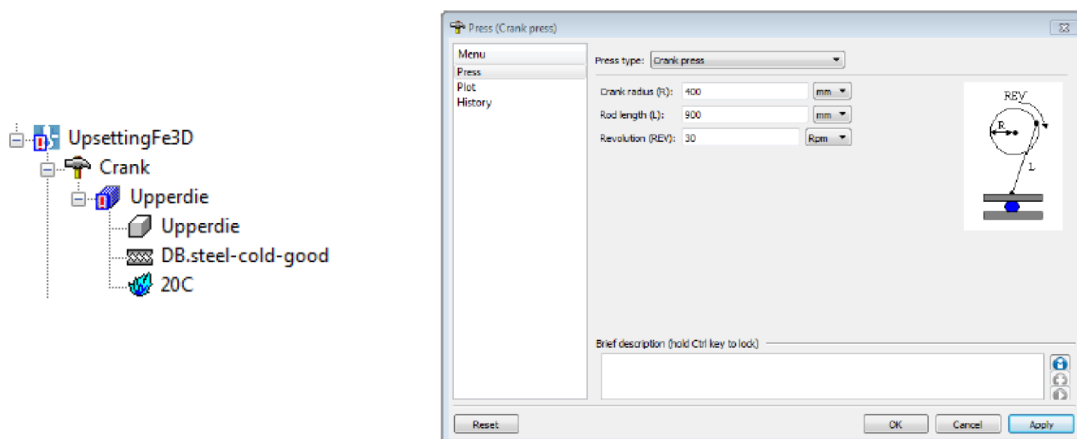 UpsettingFe3D
Crank
Upperdie
Upperdie
DB.steel-cold-good
20C
Press (Crank press)
Menu
Press
Plot
History
Press type: Crank press
Crank radius (R): 400 mm
Rod length (L): 900 mm
Revolution (REV): 30 Rpm
REV
R
L
Brief description (hold Ctrl key to lock)
Reset OK Cancel Apply